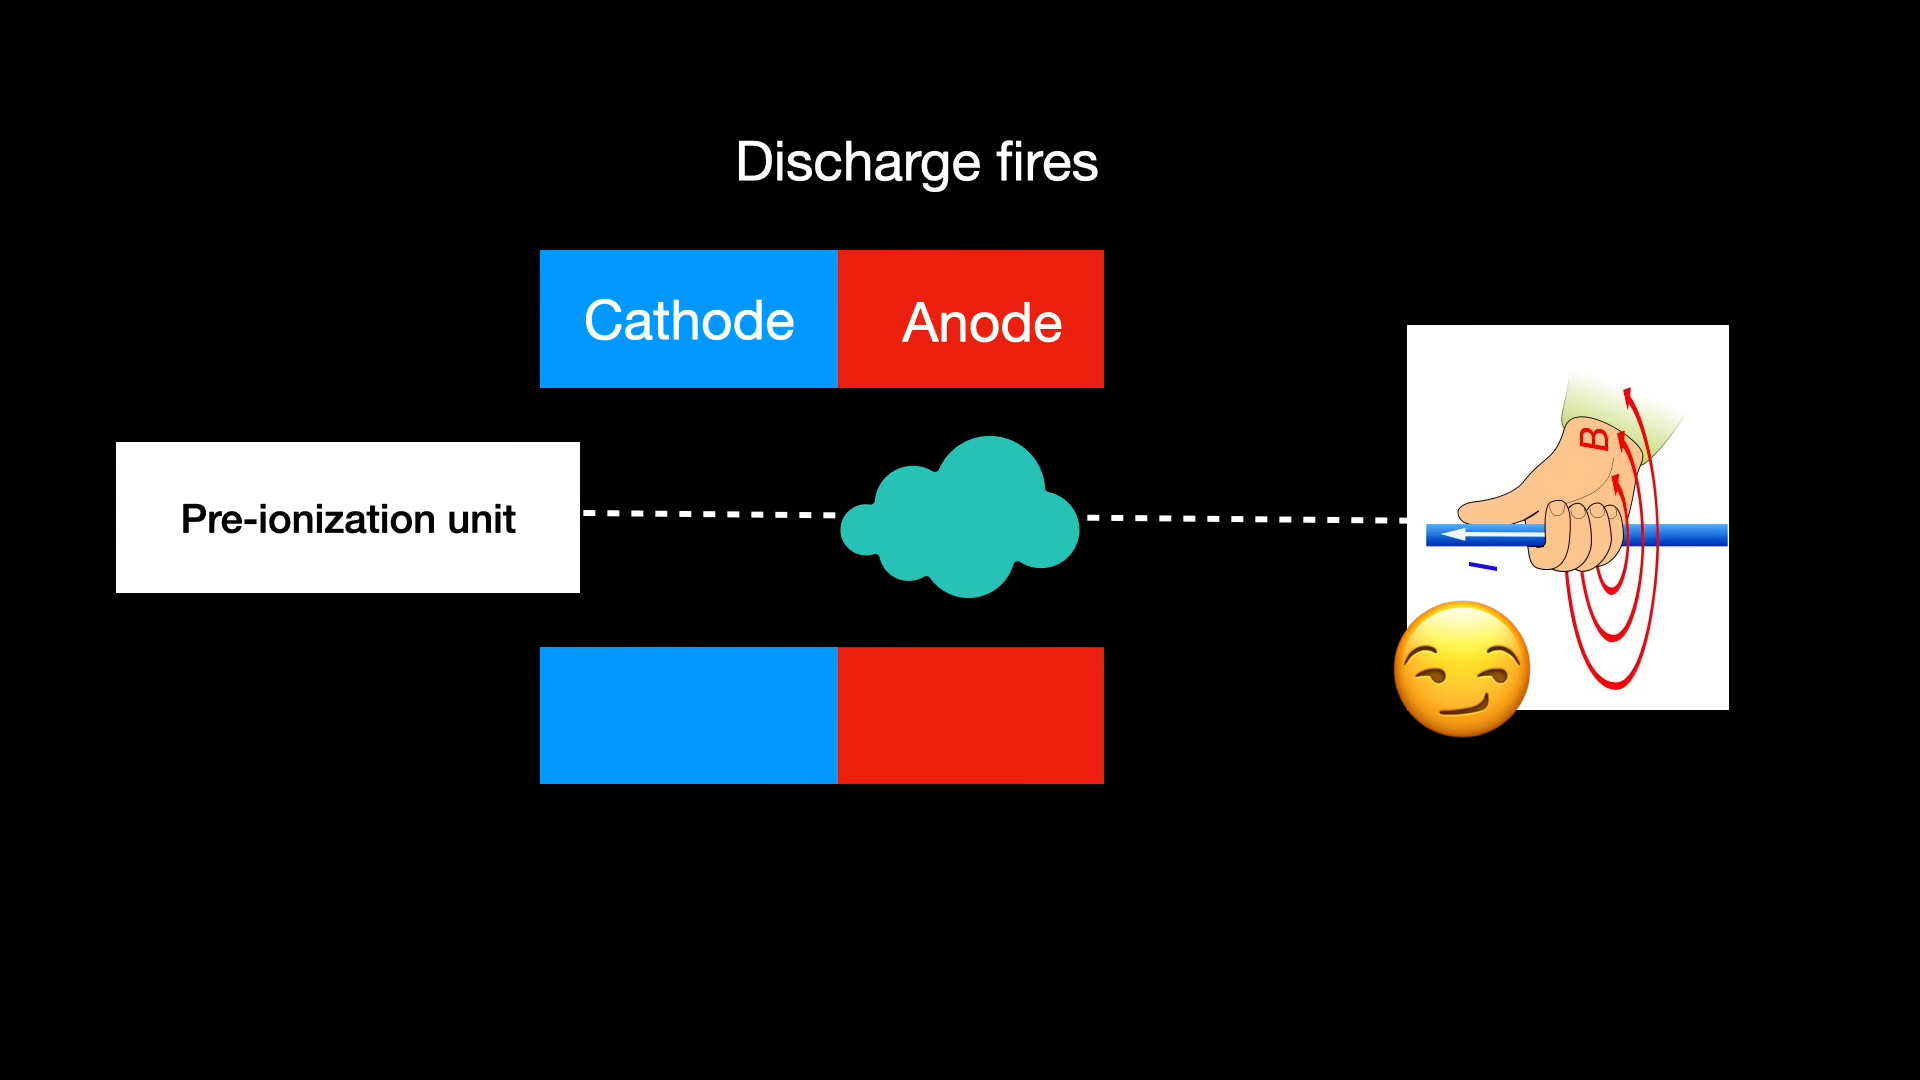 Discharge fires
Cathode
Anode
Pre-ionization unit
B
I